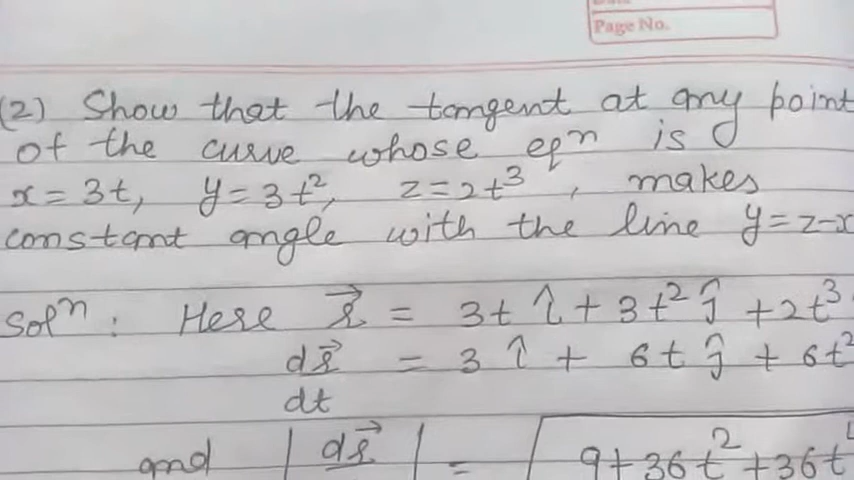 Page No.
(2) Show that the tangent at any point
of the curve whose eqn is
x = 3t, y = 3t², z = 2t³, makes
constant angle with the line y = z-x
Solⁿ : Here r⃗ = 3t î + 3t² ĵ + 2t³
dr⃗/dt = 3 î + 6t ĵ + 6t²
and |dr⃗| = √9+36t²+36t⁴